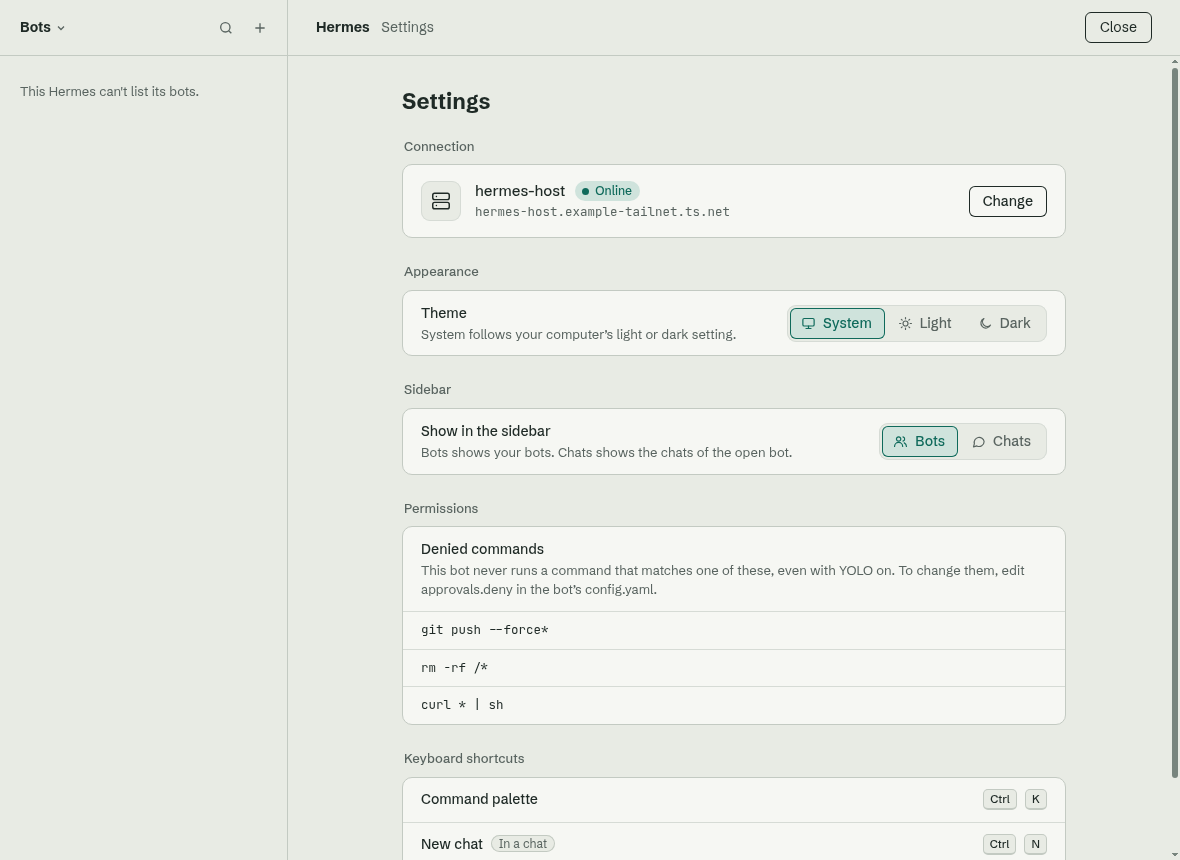 Bots
Hermes Settings
Close
This Hermes can't list its bots.
Settings
Connection
hermes-host Online
hermes-host.example-tailnet.ts.net
Change
Appearance
Theme
System follows your computer’s light or dark setting.
System Light Dark
Sidebar
Show in the sidebar
Bots shows your bots. Chats shows the chats of the open bot.
Bots Chats
Permissions
Denied commands
This bot never runs a command that matches one of these, even with YOLO on. To change them, edit
approvals.deny in the bot’s config.yaml.
git push --force*
rm -rf /*
curl * | sh
Keyboard shortcuts
Command palette Ctrl K
New chat In a chat Ctrl N